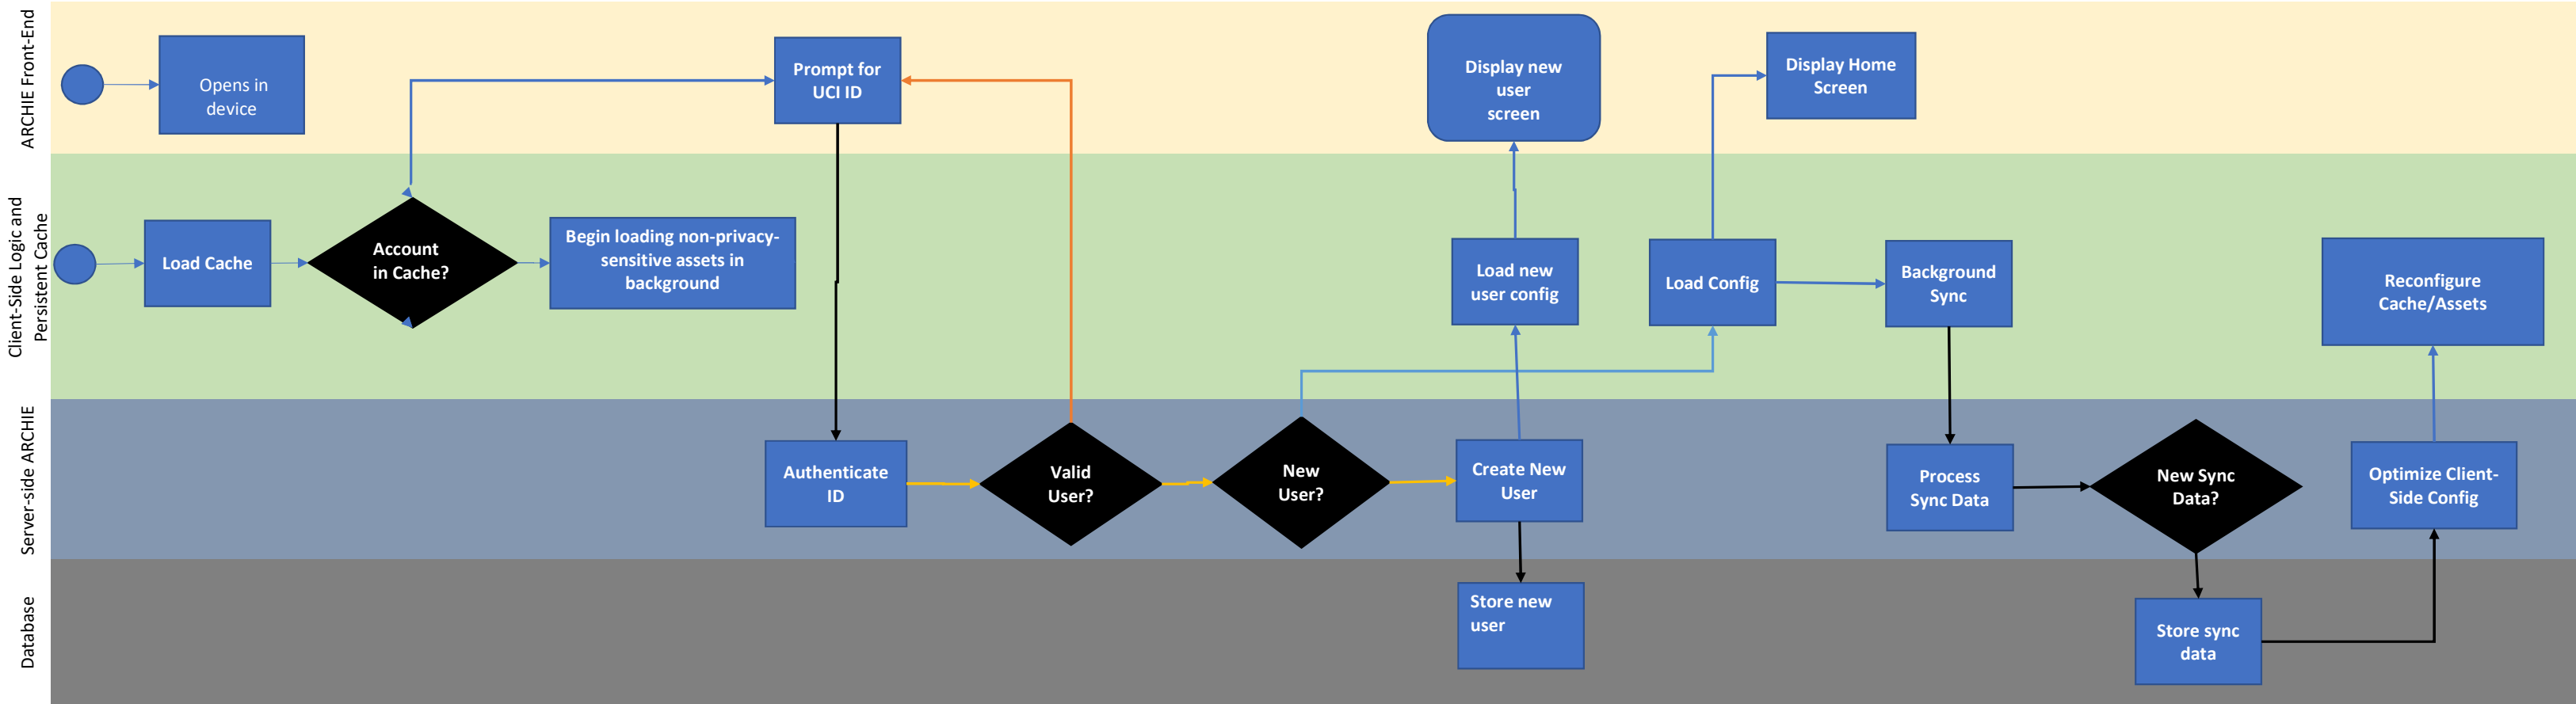 ARCHIE Front-End
Opens in
device
Prompt for
UCI ID
Display new
user
screen
Display Home
Screen
Client-Side Logic and
Persistent Cache
Load Cache
Account
in Cache?
Begin loading non-privacy-
sensitive assets in
background
Load new
user config
Load Config
Background
Sync
Reconfigure
Cache/Assets
Server-side ARCHIE
Authenticate
ID
Valid
User?
New
User?
Create New
User
Process
Sync Data
New Sync
Data?
Optimize Client-
Side Config
Database
Store new
user
Store sync
data